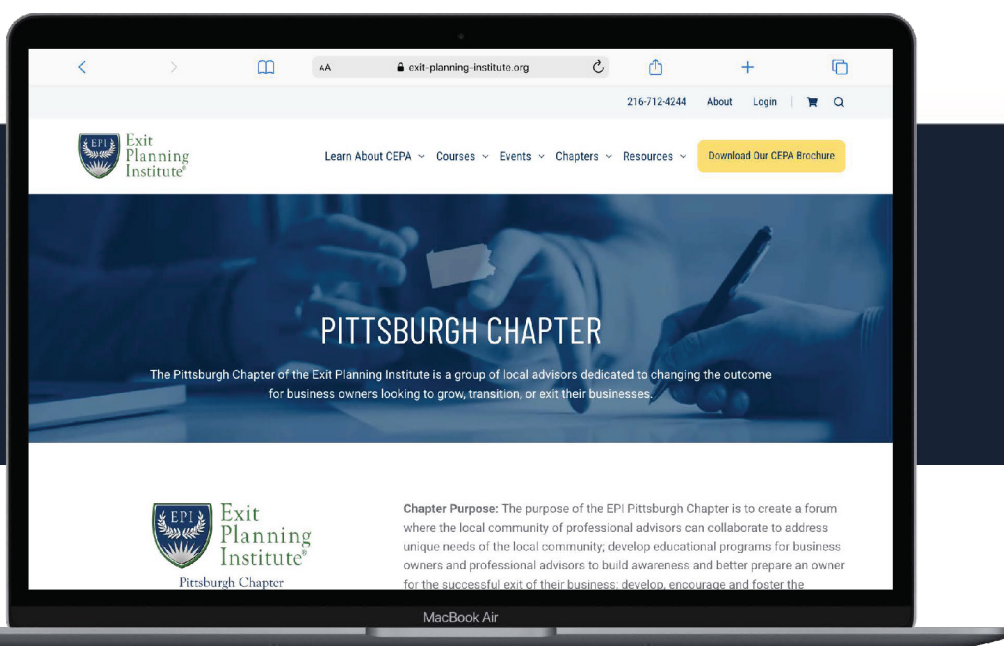 AA exit-planning-institute.org
216-712-4244 About Login
EPI
Exit
Planning
Institute®
Learn About CEPA Courses Events Chapters Resources Download Our CEPA Brochure
PITTSBURGH CHAPTER
The Pittsburgh Chapter of the Exit Planning Institute is a group of local advisors dedicated to changing the outcome
for business owners looking to grow, transition, or exit their businesses.
EPI
Exit
Planning
Institute®
Pittsburgh Chapter
Chapter Purpose: The purpose of the EPI Pittsburgh Chapter is to create a forum
where the local community of professional advisors can collaborate to address
unique needs of the local community; develop educational programs for business
owners and professional advisors to build awareness and better prepare an owner
for the successful exit of their business; develop, encourage and foster the
MacBook Air